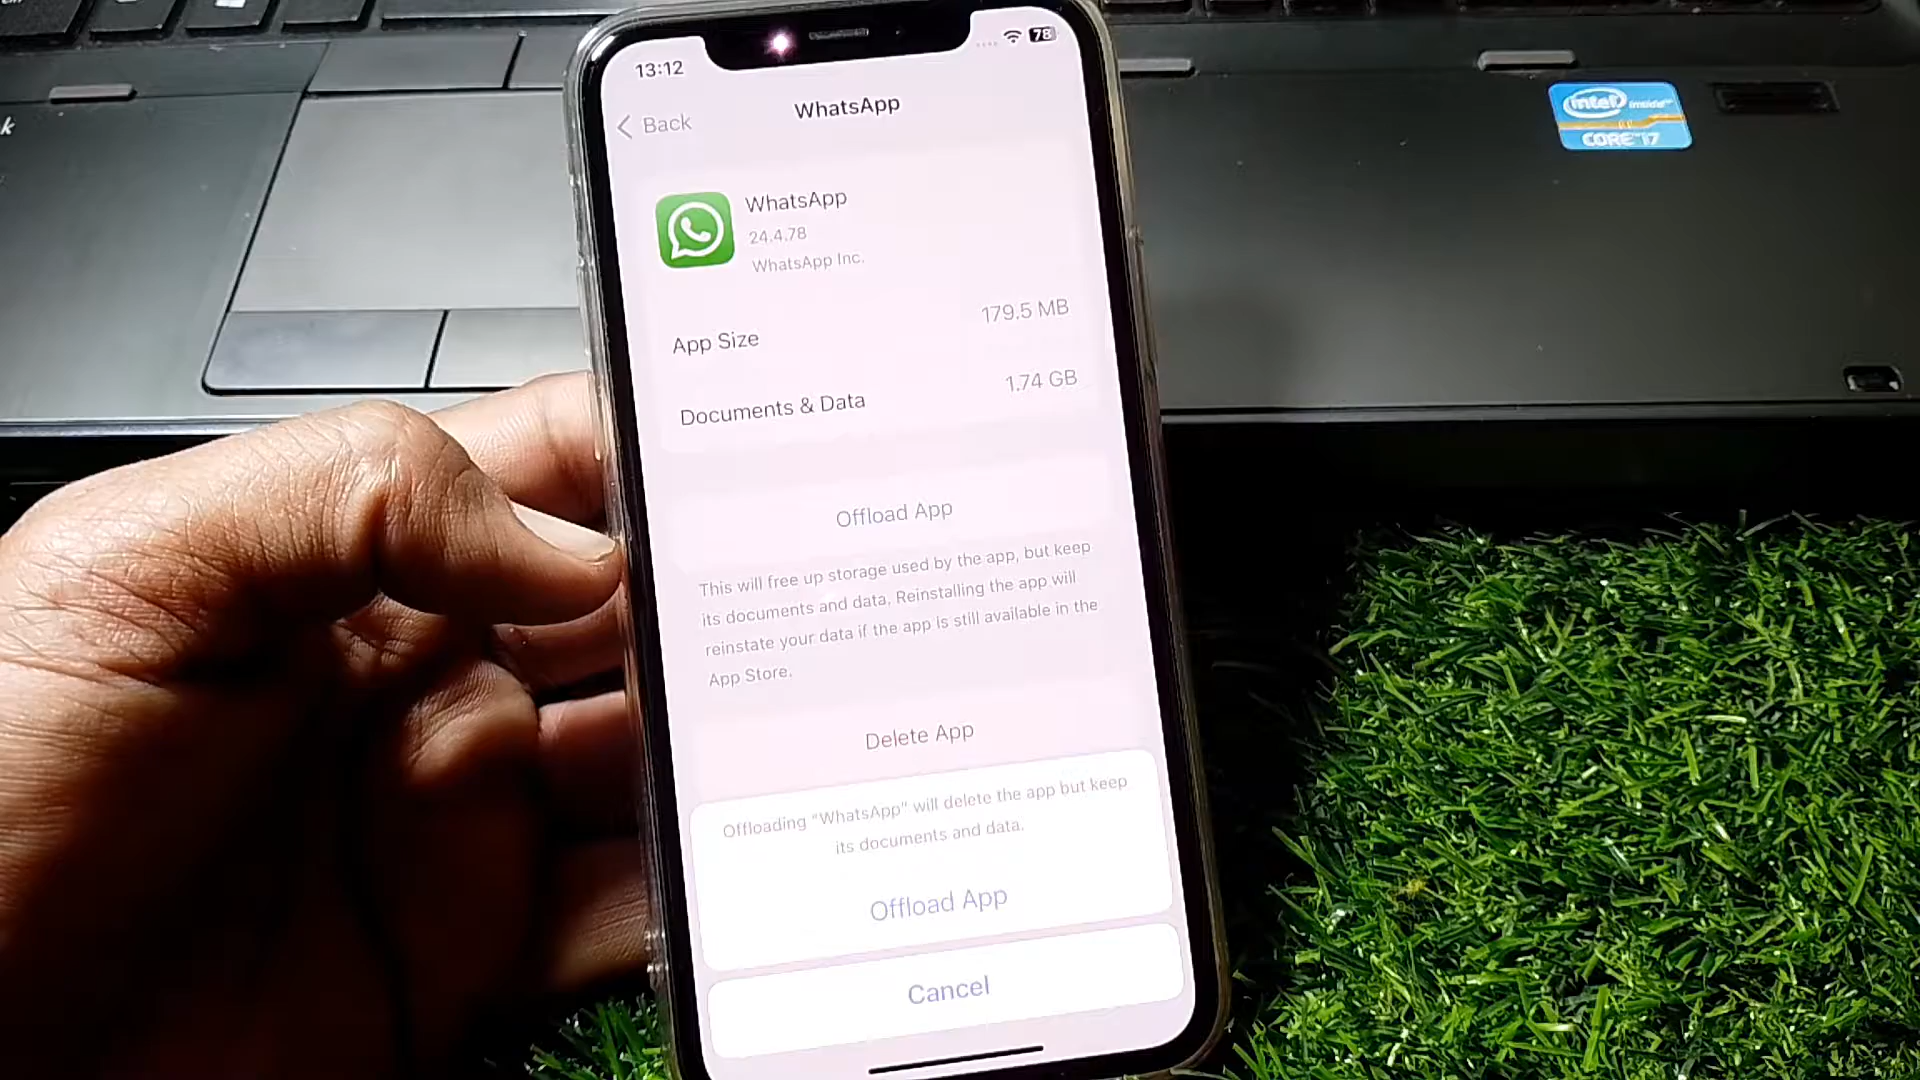 13:12
78
Back
WhatsApp
WhatsApp
24.4.78
WhatsApp Inc.
App Size
179.5 MB
Documents & Data
1.74 GB
Offload App
This will free up storage used by the app, but keep
its documents and data. Reinstalling the app will
reinstate your data if the app is still available in the
App Store.
Delete App
Offloading "WhatsApp" will delete the app but keep
its documents and data.
Offload App
Cancel
intel inside™
CORE™ i7
k